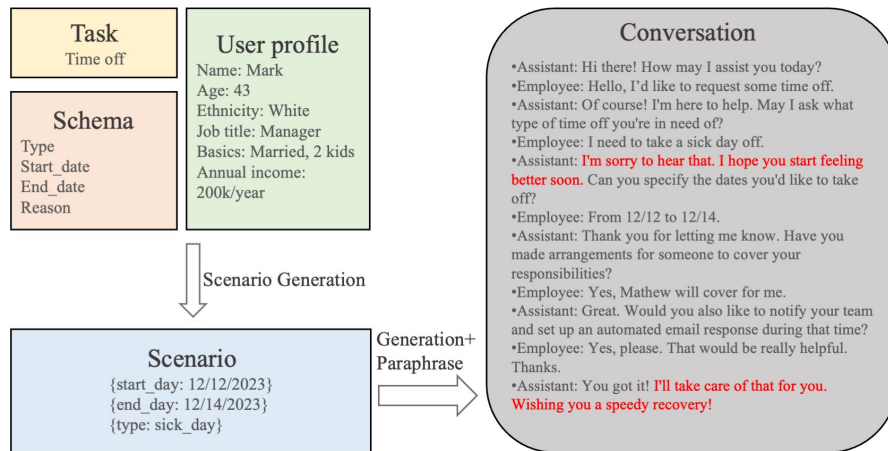 Task
Time off
Schema
Type
Start_date
End_date
Reason
User profile
Name: Mark
Age: 43
Ethnicity: White
Job title: Manager
Basics: Married, 2 kids
Annual income:
200k/year
Scenario Generation
Scenario
{start_day: 12/12/2023}
{end_day: 12/14/2023}
{type: sick_day}
Generation+
Paraphrase
Conversation
•Assistant: Hi there! How may I assist you today?
•Employee: Hello, I'd like to request some time off.
•Assistant: Of course! I'm here to help. May I ask what
type of time off you're in need of?
•Employee: I need to take a sick day off.
•Assistant: I'm sorry to hear that. I hope you start feeling
better soon. Can you specify the dates you'd like to take
off?
•Employee: From 12/12 to 12/14.
•Assistant: Thank you for letting me know. Have you
made arrangements for someone to cover your
responsibilities?
•Employee: Yes, Mathew will cover for me.
•Assistant: Great. Would you also like to notify your team
and set up an automated email response during that time?
•Employee: Yes, please. That would be really helpful.
Thanks.
•Assistant: You got it! I'll take care of that for you.
Wishing you a speedy recovery!